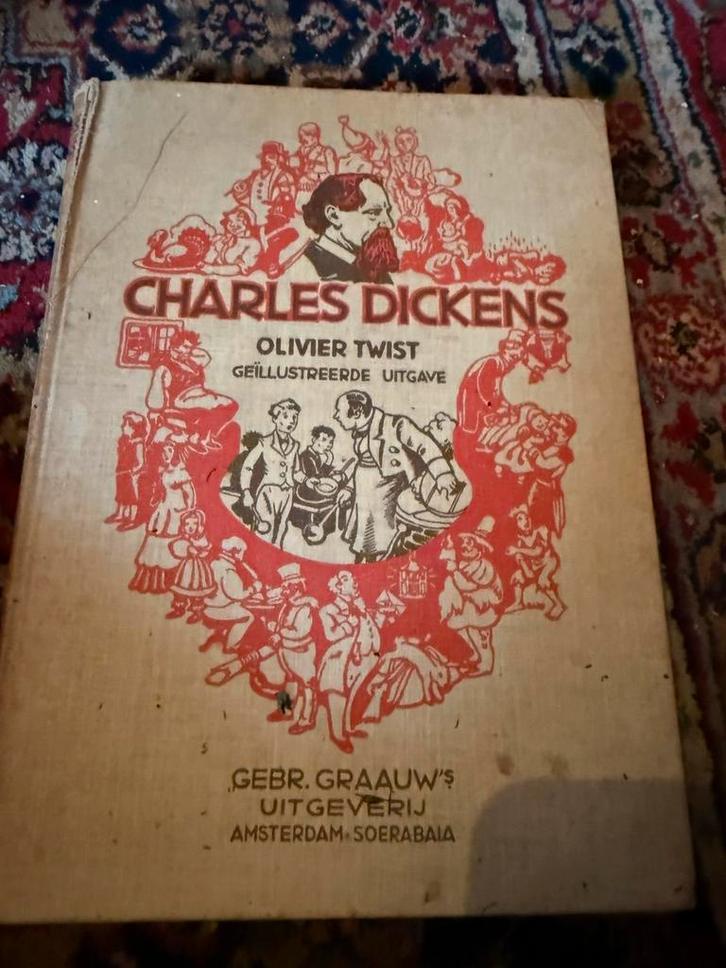 CHARLES DICKENS
OLIVIER TWIST
GEÏLLUSTREERDE UITGAVE
GEBR. GRAAUW'S
UITGEVERIJ
AMSTERDAM · SOERABAIA